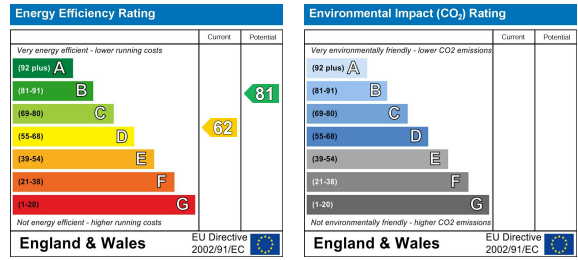 Energy Efficiency Rating
Current Potential
Very energy efficient - lower running costs
(92 plus) A
(81-91) B
81
(69-80) C
(55-68) D
62
(39-54) E
(21-38) F
(1-20) G
Not energy efficient - higher running costs
England & Wales
EU Directive
2002/91/EC
Environmental Impact (CO₂) Rating
Current Potential
Very environmentally friendly - lower CO2 emissions
(92 plus) A
(81-91) B
(69-80) C
(55-68) D
(39-54) E
(21-38) F
(1-20) G
Not environmentally friendly - higher CO2 emissions
England & Wales
EU Directive
2002/91/EC